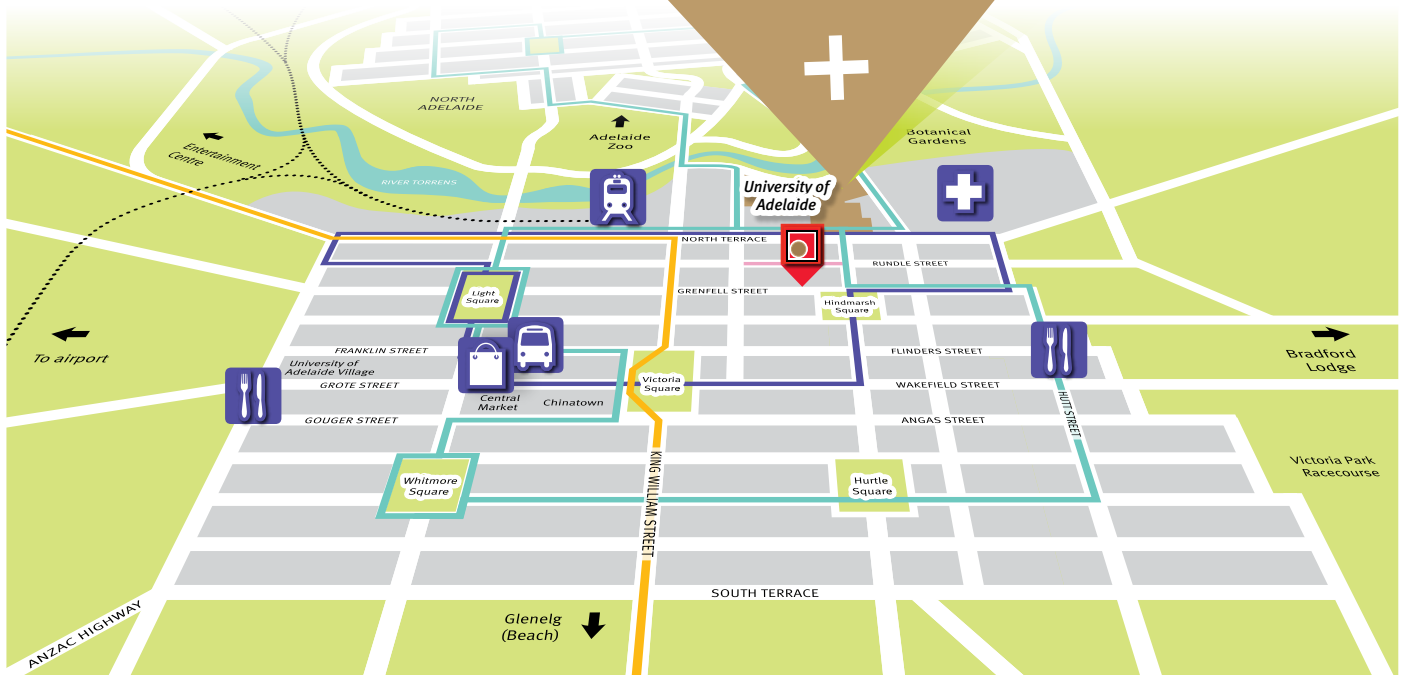 NORTH
ADELAIDE
Adelaide
Zoo
Botanical
Gardens
Entertainment
Centre
RIVER TORRENS
University of
Adelaide
NORTH TERRACE
RUNDLE STREET
GRENFELL STREET
Light
Square
Hindmarsh
Square
To airport
FRANKLIN STREET
FLINDERS STREET
Bradford
Lodge
University of
Adelaide Village
GROTE STREET
Victoria
Square
WAKEFIELD STREET
Central
Market
Chinatown
HUTT STREET
GOUGER STREET
ANGAS STREET
Victoria Park
Racecourse
Whitmore
Square
Hurtle
Square
KING WILLIAM STREET
SOUTH TERRACE
ANZAC HIGHWAY
Glenelg
(Beach)